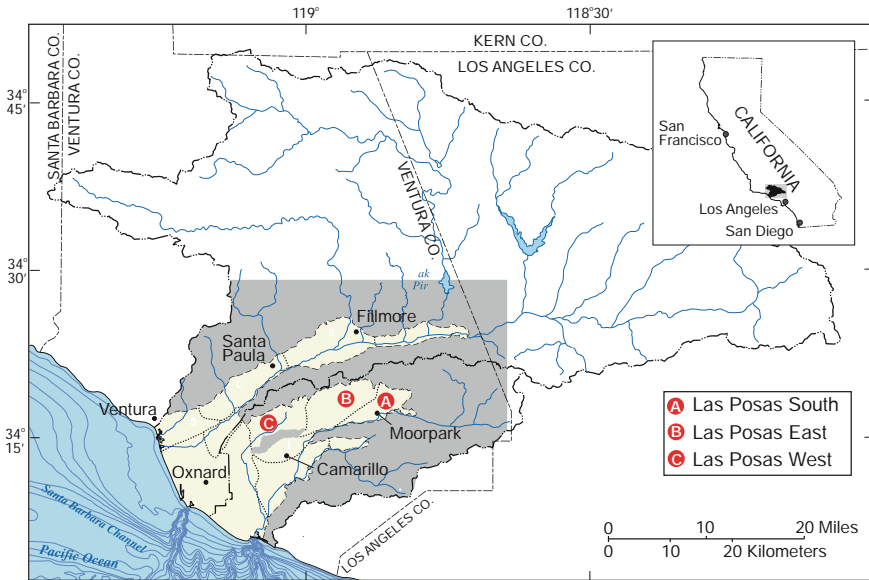 119°
118°30'
KERN CO.
LOS ANGELES CO.
SANTA BARBARA CO.
VENTURA CO.
34°
45'
San
Francisco
CALIFORNIA
Los Angeles
San Diego
VENTURA CO.
34°
30'
ak
Pir
Fillmore
Santa
Paula
B
A
C
Ventura
Moorpark
A Las Posas South
B Las Posas East
C Las Posas West
34°
15'
Oxnard
Camarillo
Santa Barbara Channel
Pacific Ocean
LOS ANGELES CO.
0 10 20 Miles
0 10 20 Kilometers